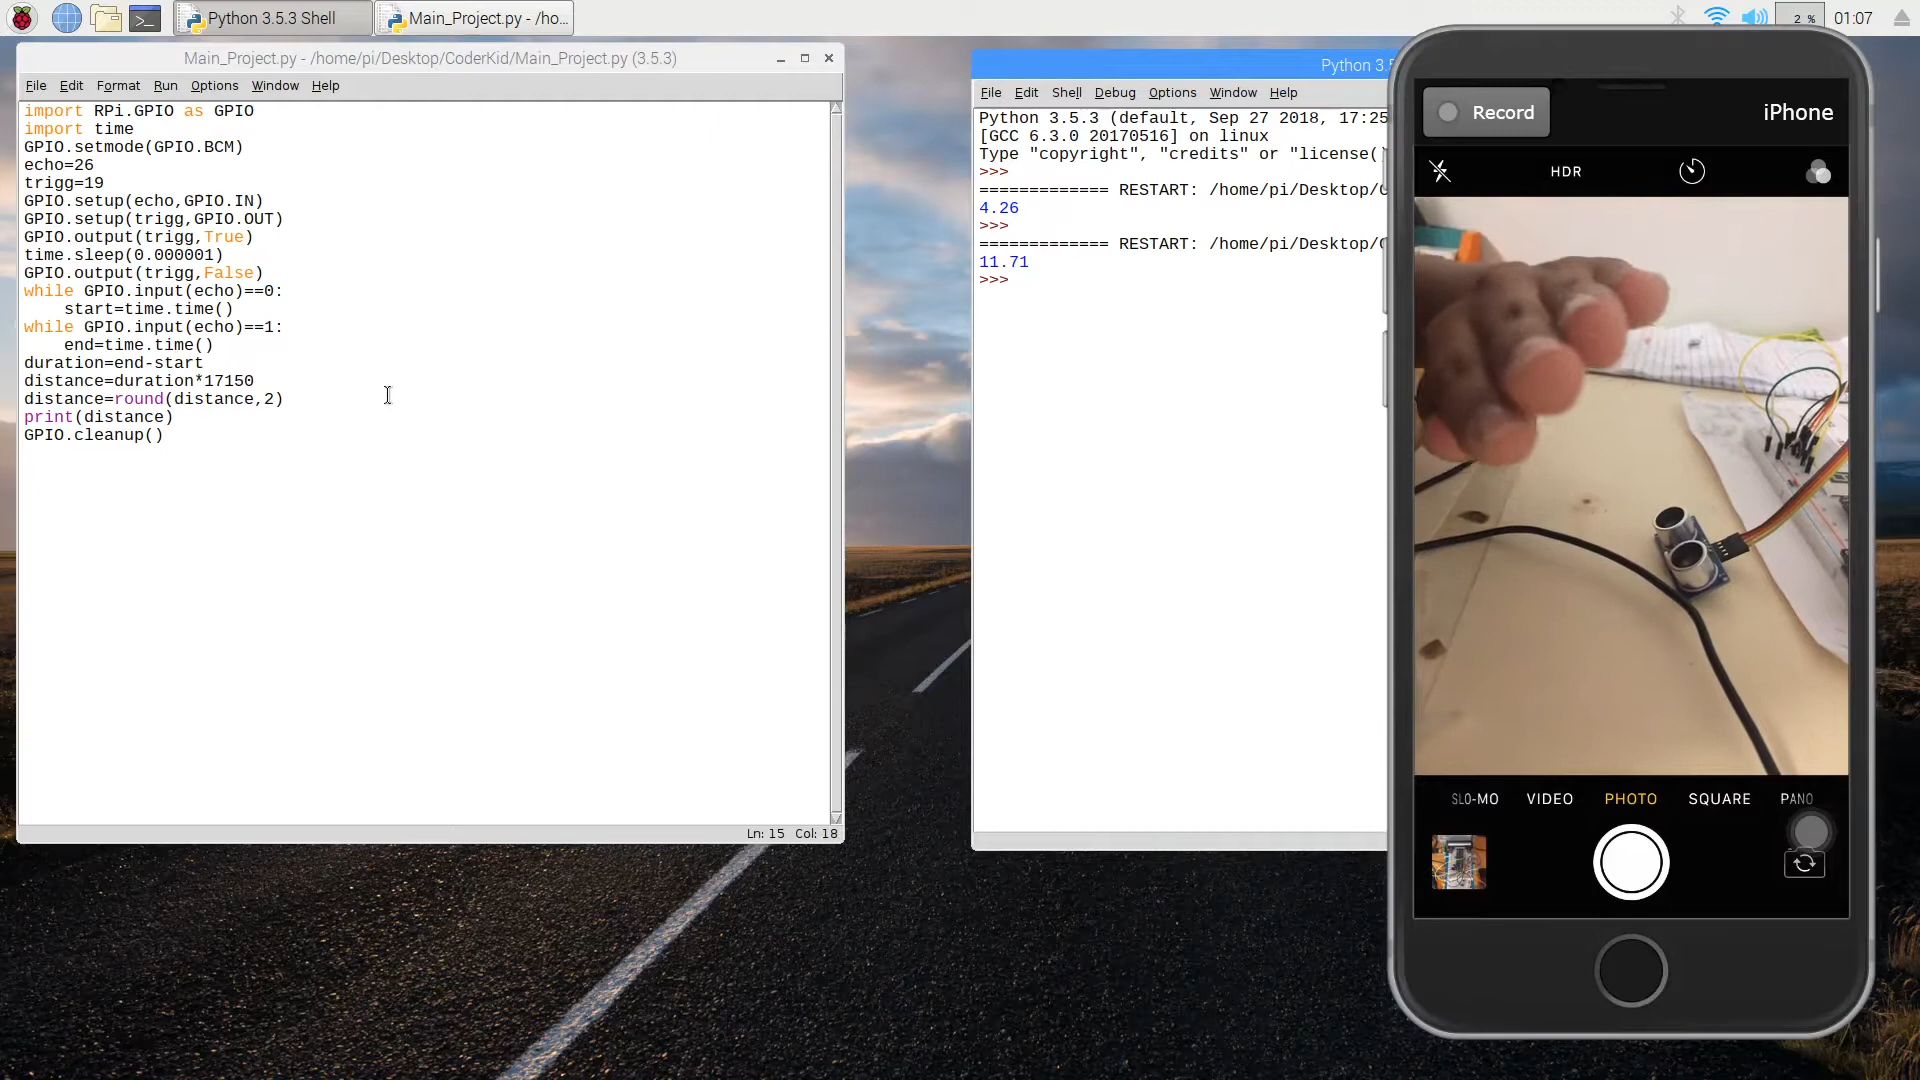 Python 3.5.3 Shell
Main_Project.py - /ho...
2 %
01:07
Main_Project.py - /home/pi/Desktop/CoderKid/Main_Project.py (3.5.3)
File Edit Format Run Options Window Help
import RPi.GPIO as GPIO
import time
GPIO.setmode(GPIO.BCM)
echo=26
trigg=19
GPIO.setup(echo,GPIO.IN)
GPIO.setup(trigg,GPIO.OUT)
GPIO.output(trigg,True)
time.sleep(0.000001)
GPIO.output(trigg,False)
while GPIO.input(echo)==0:
    start=time.time()
while GPIO.input(echo)==1:
    end=time.time()
duration=end-start
distance=duration*17150
distance=round(distance,2)
print(distance)
GPIO.cleanup()
Ln: 15 Col: 18
Python 3.5
File Edit Shell Debug Options Window Help
Python 3.5.3 (default, Sep 27 2018, 17:25
[GCC 6.3.0 20170516] on linux
Type "copyright", "credits" or "license(
>>>
============= RESTART: /home/pi/Desktop/C
4.26
>>>
============= RESTART: /home/pi/Desktop/C
11.71
>>>
Record
iPhone
HDR
SLO-MO VIDEO PHOTO SQUARE PANO